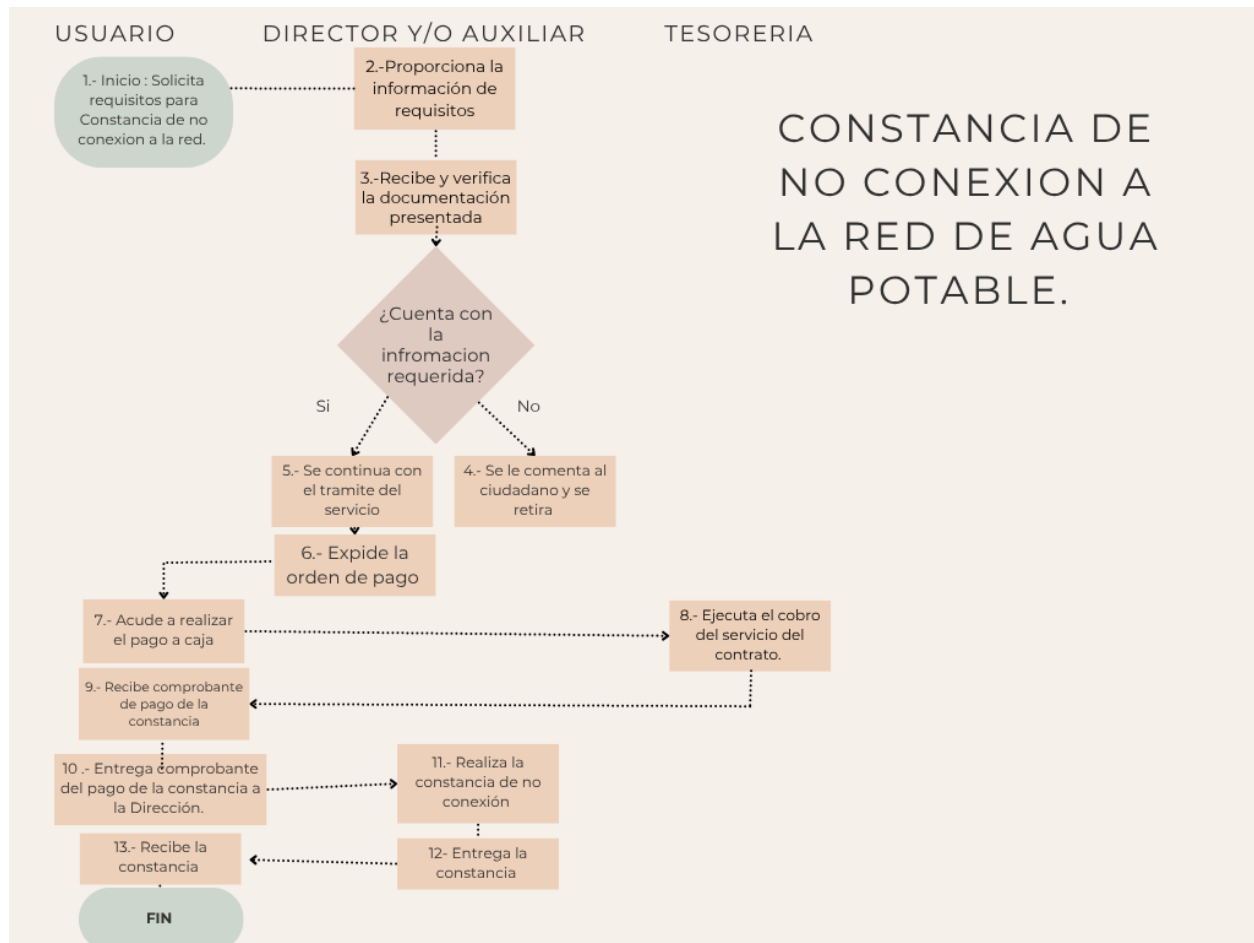 USUARIO
DIRECTOR Y/O AUXILIAR
TESORERIA
CONSTANCIA DE
NO CONEXION A
LA RED DE AGUA
POTABLE.
1.- Inicio : Solicita
requisitos para
Constancia de no
conexion a la red.
2.-Proporciona la
información de
requisitos
3.-Recibe y verifica
la documentación
presentada
¿Cuenta con
la
infromacion
requerida?
Si
No
5.- Se continua con
el tramite del
servicio
4.- Se le comenta al
ciudadano y se
retira
6.- Expide la
orden de pago
7.- Acude a realizar
el pago a caja
8.- Ejecuta el cobro
del servicio del
contrato.
9.- Recibe comprobante
de pago de la
constancia
10 .- Entrega comprobante
del pago de la constancia a
la Dirección.
11.- Realiza la
constancia de no
conexión
12- Entrega la
constancia
13.- Recibe la
constancia
FIN